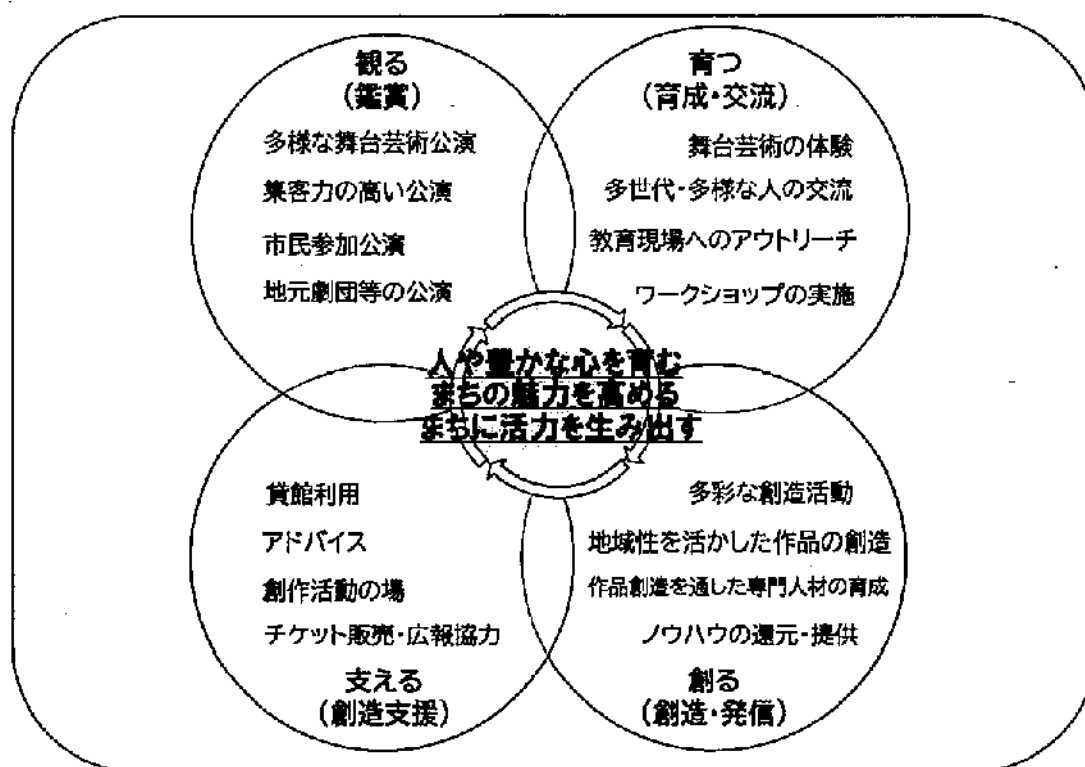 観る
(鑑賞)
多様な舞台芸術公演
集客力の高い公演
市民参加公演
地元劇団等の公演
育つ
(育成・交流)
舞台芸術の体験
多世代・多様な人の交流
教育現場へのアウトリーチ
ワークショップの実施
人や豊かな心を育む
まちの魅力を高める
まちに活力を生み出す
貸館利用
アドバイス
創作活動の場
チケット販売・広報協力
支える
(創造支援)
多彩な創造活動
地域性を活かした作品の創造
作品創造を通した専門人材の育成
ノウハウの還元・提供
創る
(創造・発信)